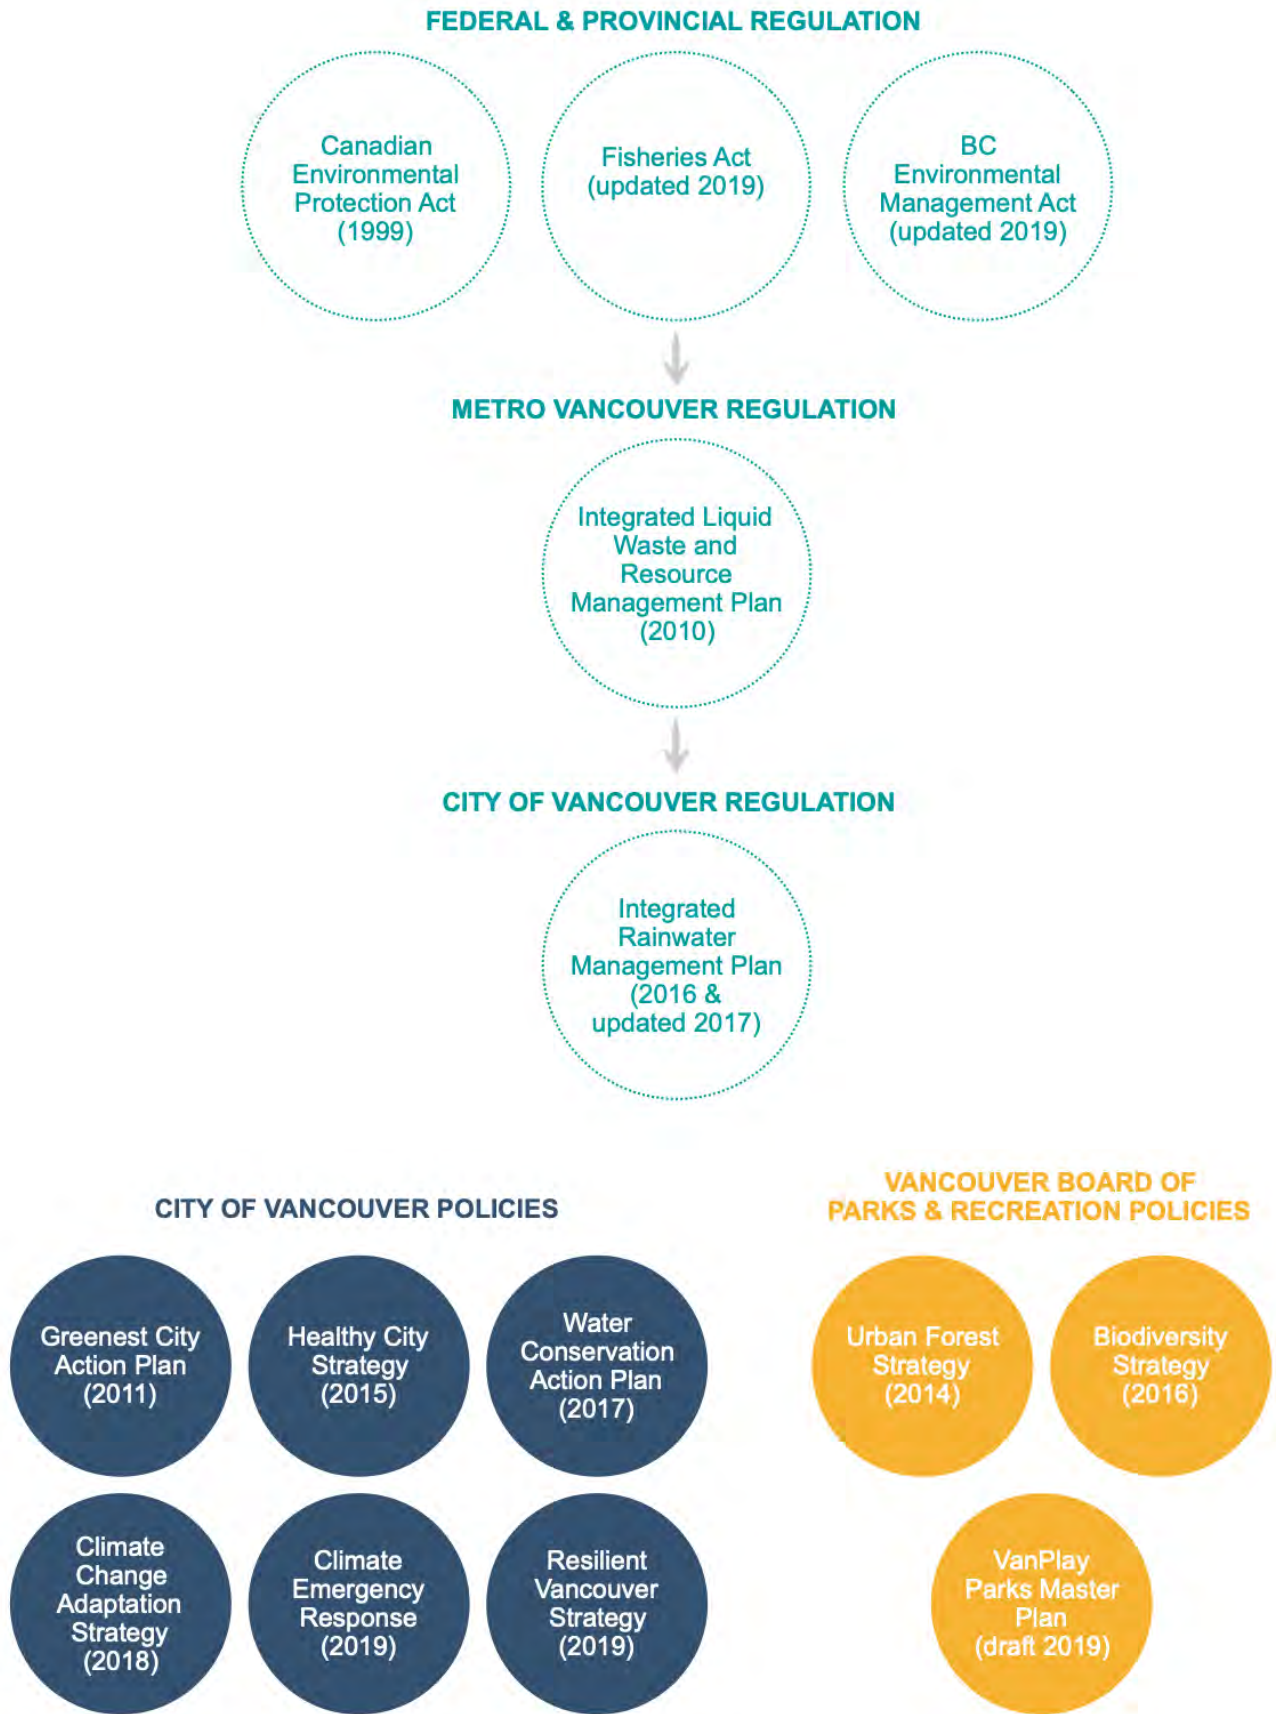 FEDERAL & PROVINCIAL REGULATION
Canadian
Environmental
Protection Act
(1999)
Fisheries Act
(updated 2019)
BC
Environmental
Management Act
(updated 2019)
METRO VANCOUVER REGULATION
Integrated Liquid
Waste and
Resource
Management Plan
(2010)
CITY OF VANCOUVER REGULATION
Integrated
Rainwater
Management Plan
(2016 &
updated 2017)
CITY OF VANCOUVER POLICIES
Greenest City
Action Plan
(2011)
Healthy City
Strategy
(2015)
Water
Conservation
Action Plan
(2017)
Climate
Change
Adaptation
Strategy
(2018)
Climate
Emergency
Response
(2019)
Resilient
Vancouver
Strategy
(2019)
VANCOUVER BOARD OF
PARKS & RECREATION POLICIES
Urban Forest
Strategy
(2014)
Biodiversity
Strategy
(2016)
VanPlay
Parks Master
Plan
(draft 2019)